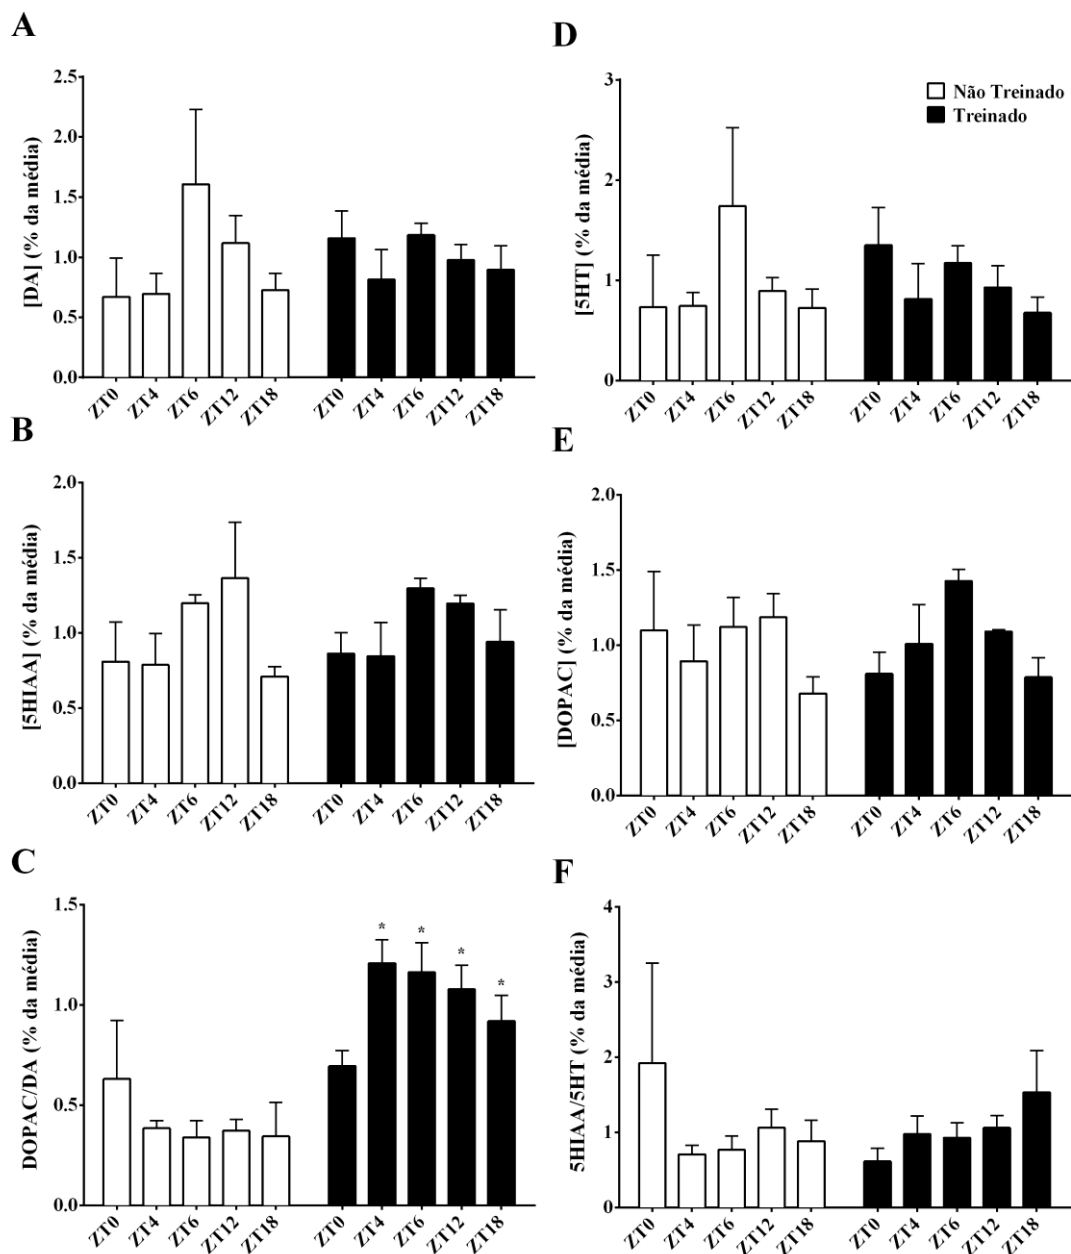 A
[DA] (% da média)
2.5
2.0
1.5
1.0
0.5
0.0
ZT0 ZT4 ZT6 ZT12 ZT18 ZT0 ZT4 ZT6 ZT12 ZT18
D
[5HT] (% da média)
3
2
1
0
Não Treinado
Treinado
ZT0 ZT4 ZT6 ZT12 ZT18 ZT0 ZT4 ZT6 ZT12 ZT18
B
[5HIAA] (% da média)
2.0
1.5
1.0
0.5
0.0
ZT0 ZT4 ZT6 ZT12 ZT18 ZT0 ZT4 ZT6 ZT12 ZT18
E
[DOPAC] (% da média)
2.0
1.5
1.0
0.5
0.0
ZT0 ZT4 ZT6 ZT12 ZT18 ZT0 ZT4 ZT6 ZT12 ZT18
C
DOPAC/DA (% da média)
1.5
1.0
0.5
0.0
* * * *
ZT0 ZT4 ZT6 ZT12 ZT18 ZT0 ZT4 ZT6 ZT12 ZT18
F
5HIAA/5HT (% da média)
4
3
2
1
0
ZT0 ZT4 ZT6 ZT12 ZT18 ZT0 ZT4 ZT6 ZT12 ZT18